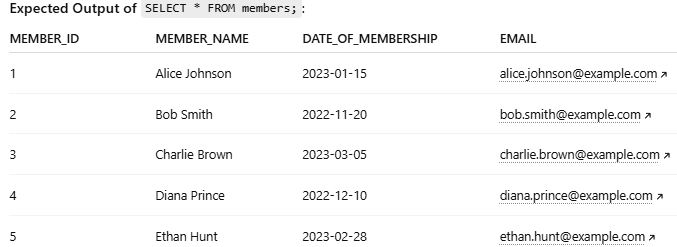 Expected Output of SELECT * FROM members; :
MEMBER_ID MEMBER_NAME DATE_OF_MEMBERSHIP EMAIL
1 Alice Johnson 2023-01-15 alice.johnson@example.com ↗
2 Bob Smith 2022-11-20 bob.smith@example.com ↗
3 Charlie Brown 2023-03-05 charlie.brown@example.com ↗
4 Diana Prince 2022-12-10 diana.prince@example.com ↗
5 Ethan Hunt 2023-02-28 ethan.hunt@example.com ↗